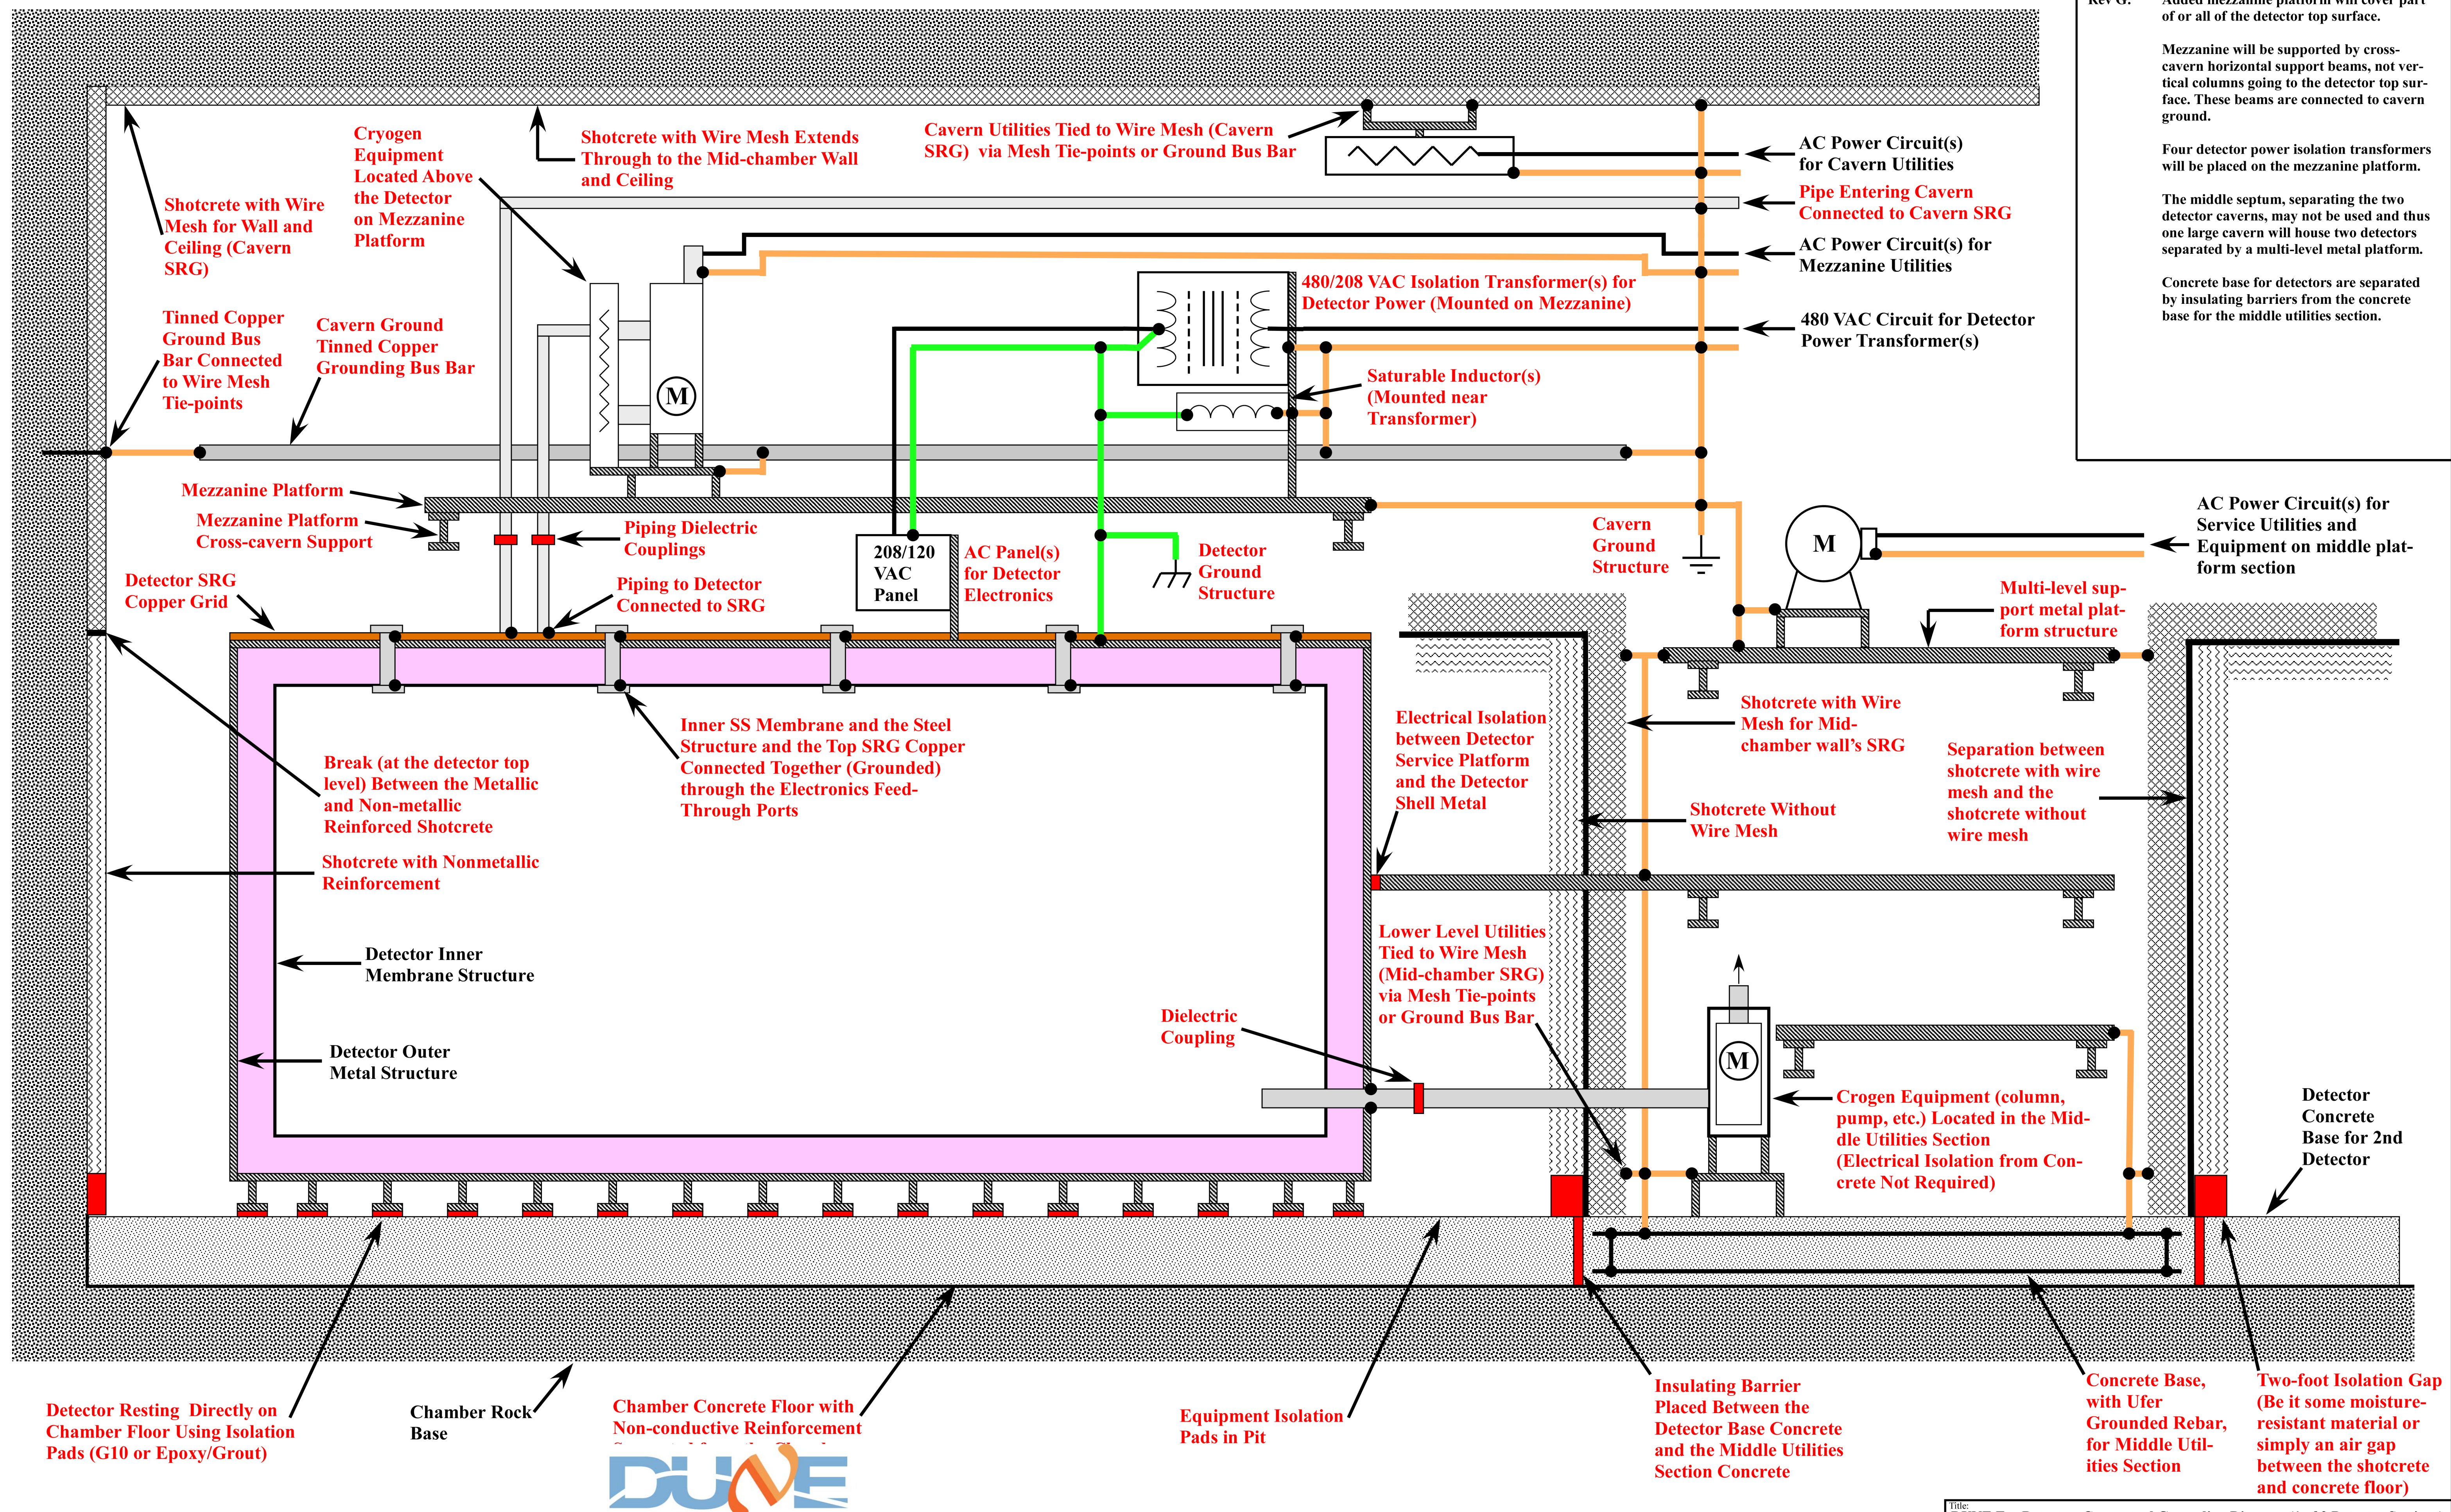 Rev G: Added mezzanine platform will cover part
of or all of the detector top surface.
Mezzanine will be supported by cross-
cavern horizontal support beams, not ver-
tical columns going to the detector top sur-
face. These beams are connected to cavern
ground.
Four detector power isolation transformers
will be placed on the mezzanine platform.
The middle septum, separating the two
detector caverns, may not be used and thus
one large cavern will house two detectors
separated by a multi-level metal platform.
Concrete base for detectors are separated
by insulating barriers from the concrete
base for the middle utilities section.
Cryogen
Equipment
Located Above
the Detector
on Mezzanine
Platform
Shotcrete with Wire Mesh Extends
Through to the Mid-chamber Wall
and Ceiling
Cavern Utilities Tied to Wire Mesh (Cavern
SRG) via Mesh Tie-points or Ground Bus Bar
AC Power Circuit(s)
for Cavern Utilities
Pipe Entering Cavern
Connected to Cavern SRG
AC Power Circuit(s) for
Mezzanine Utilities
Shotcrete with Wire
Mesh for Wall and
Ceiling (Cavern
SRG)
480/208 VAC Isolation Transformer(s) for
Detector Power (Mounted on Mezzanine)
480 VAC Circuit for Detector
Power Transformer(s)
Tinned Copper
Ground Bus
Bar Connected
to Wire Mesh
Tie-points
Cavern Ground
Tinned Copper
Grounding Bus Bar
M
Saturable Inductor(s)
(Mounted near
Transformer)
Mezzanine Platform
Mezzanine Platform
Cross-cavern Support
Piping Dielectric
Couplings
208/120
VAC
Panel
AC Panel(s)
for Detector
Electronics
Detector
Ground
Structure
Cavern
Ground
Structure
M
AC Power Circuit(s) for
Service Utilities and
Equipment on middle plat-
form section
Detector SRG
Copper Grid
Piping to Detector
Connected to SRG
Multi-level sup-
port metal plat-
form structure
Inner SS Membrane and the Steel
Structure and the Top SRG Copper
Connected Together (Grounded)
through the Electronics Feed-
Through Ports
Electrical Isolation
between Detector
Service Platform
and the Detector
Shell Metal
Shotcrete with Wire
Mesh for Mid-
chamber wall's SRG
Separation between
shotcrete with wire
mesh and the
shotcrete without
wire mesh
Break (at the detector top
level) Between the Metallic
and Non-metallic
Reinforced Shotcrete
Shotcrete Without
Wire Mesh
Shotcrete with Nonmetallic
Reinforcement
Detector Inner
Membrane Structure
Lower Level Utilities
Tied to Wire Mesh
(Mid-chamber SRG)
via Mesh Tie-points
or Ground Bus Bar
Dielectric
Coupling
Detector Outer
Metal Structure
M
Crogen Equipment (column,
pump, etc.) Located in the Mid-
dle Utilities Section
(Electrical Isolation from Con-
crete Not Required)
Detector
Concrete
Base for 2nd
Detector
Detector Resting Directly on
Chamber Floor Using Isolation
Pads (G10 or Epoxy/Grout)
Chamber Rock
Base
Chamber Concrete Floor with
Non-conductive Reinforcement
Equipment Isolation
Pads in Pit
Insulating Barrier
Placed Between the
Detector Base Concrete
and the Middle Utilities
Section Concrete
Concrete Base,
with Ufer
Grounded Rebar,
for Middle Util-
ities Section
Two-foot Isolation Gap
(Be it some moisture-
resistant material or
simply an air gap
between the shotcrete
and concrete floor)
DUNE
Title: